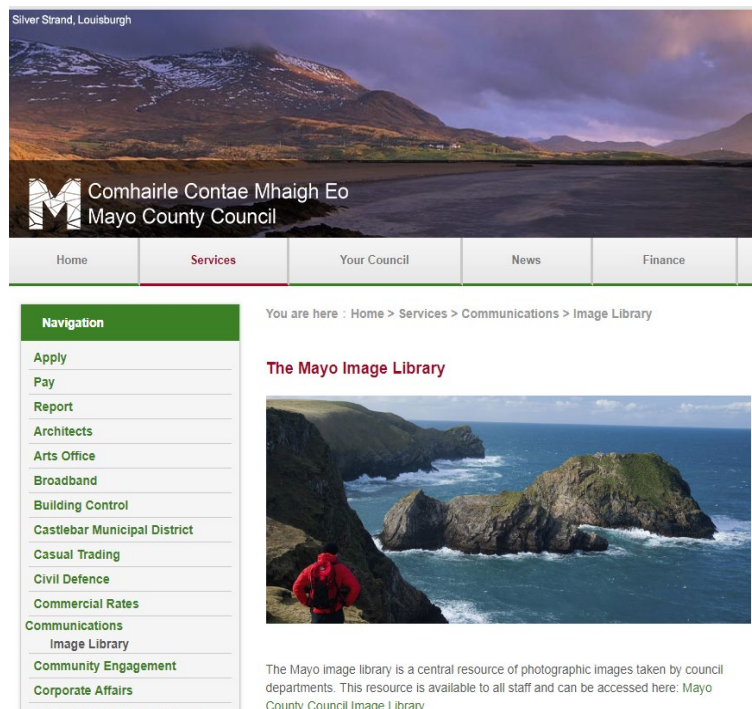 Silver Strand, Louisburgh
Comhairle Contae Mhaigh Eo
Mayo County Council
Home Services Your Council News Finance
You are here : Home > Services > Communications > Image Library
Navigation
Apply
Pay
Report
Architects
Arts Office
Broadband
Building Control
Castlebar Municipal District
Casual Trading
Civil Defence
Commercial Rates
Communications
Image Library
Community Engagement
Corporate Affairs
The Mayo Image Library
The Mayo image library is a central resource of photographic images taken by council
departments. This resource is available to all staff and can be accessed here: Mayo
County Council Image Library